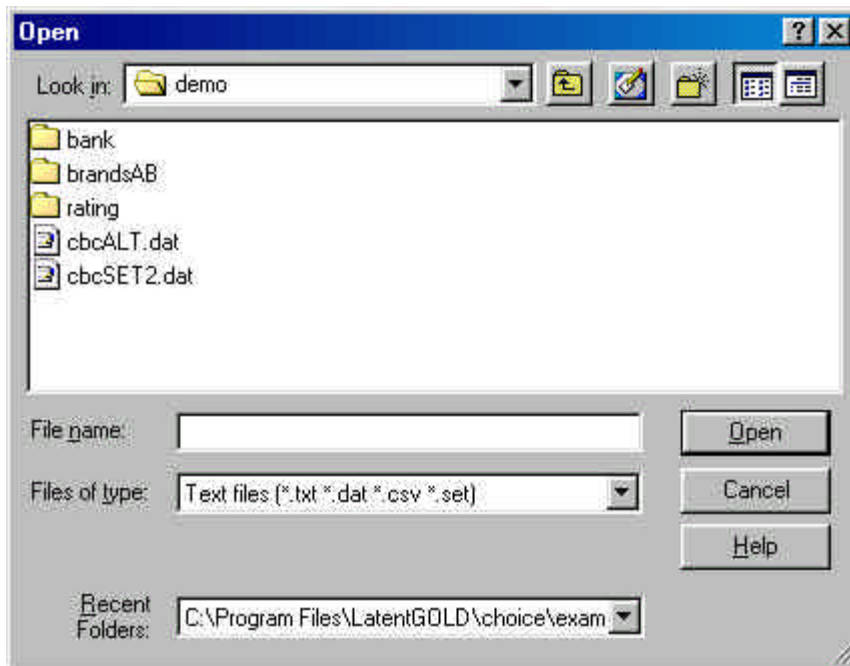 Open
Look in: demo
bank
brandsAB
rating
cbcALT.dat
cbcSET2.dat
File name:
Open
Files of type: Text files (*.txt *.dat *.csv *.set)
Cancel
Help
Recent
Folders: C:\Program Files\LatentGOLD\choice\exam